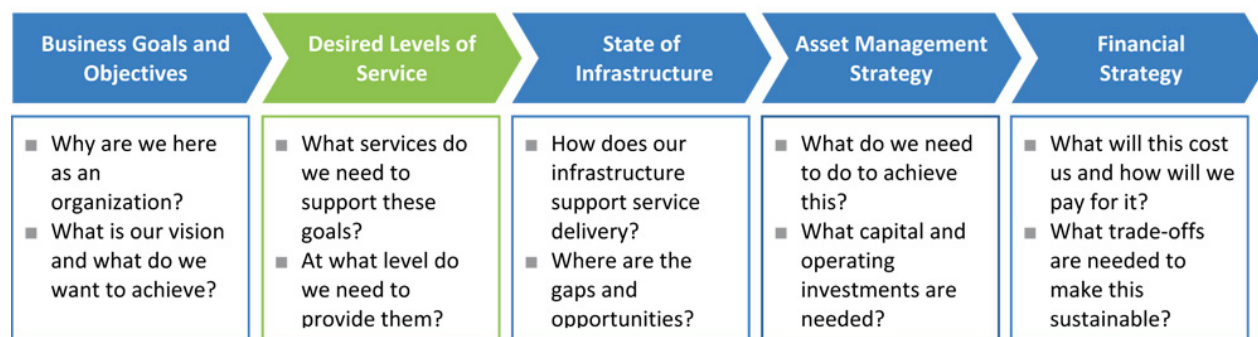 Business Goals and
Objectives
Desired Levels of
Service
State of
Infrastructure
Asset Management
Strategy
Financial
Strategy
■ Why are we here
as an
organization?
■ What is our vision
and what do we
want to achieve?
■ What services do
we need to
support these
goals?
■ At what level do
we need to
provide them?
■ How does our
infrastructure
support service
delivery?
■ Where are the
gaps and
opportunities?
■ What do we need
to do to achieve
this?
■ What capital and
operating
investments are
needed?
■ What will this cost
us and how will we
pay for it?
■ What trade-offs
are needed to
make this
sustainable?